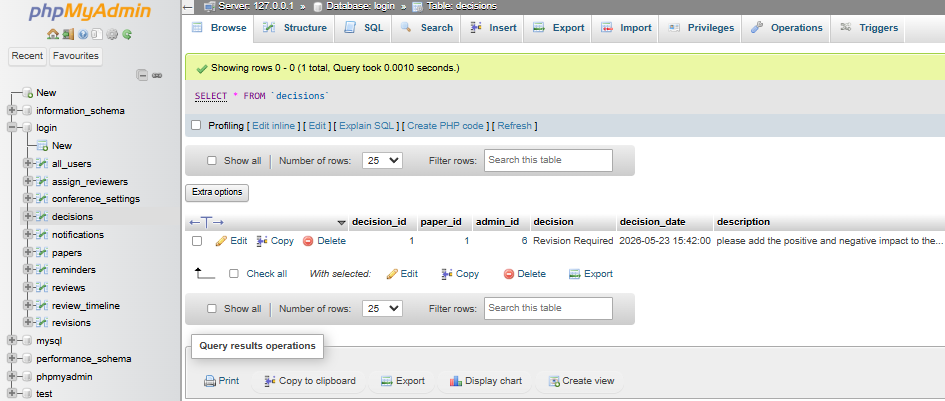 phpMyAdmin
Recent Favourites
New
information_schema
login
New
all_users
assign_reviewers
conference_settings
decisions
notifications
papers
reminders
reviews
review_timeline
revisions
mysql
performance_schema
phpmyadmin
test
Server: 127.0.0.1 » Database: login » Table: decisions
Browse Structure SQL Search Insert Export Import Privileges Operations Triggers
Showing rows 0 - 0 (1 total, Query took 0.0010 seconds.)
SELECT * FROM `decisions`
Profiling [ Edit inline ] [ Edit ] [ Explain SQL ] [ Create PHP code ] [ Refresh ]
Show all Number of rows: 25 Filter rows: Search this table
Extra options
←T→ decision_id paper_id admin_id decision decision_date description
Edit Copy Delete 1 1 6 Revision Required 2026-05-23 15:42:00 please add the positive and negative impact to the...
Check all With selected: Edit Copy Delete Export
Show all Number of rows: 25 Filter rows: Search this table
Query results operations
Print Copy to clipboard Export Display chart Create view